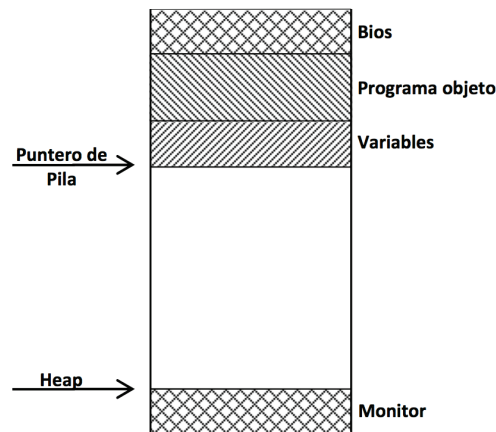 Bios
Programa objeto
Variables
Puntero de
Pila
Heap
Monitor